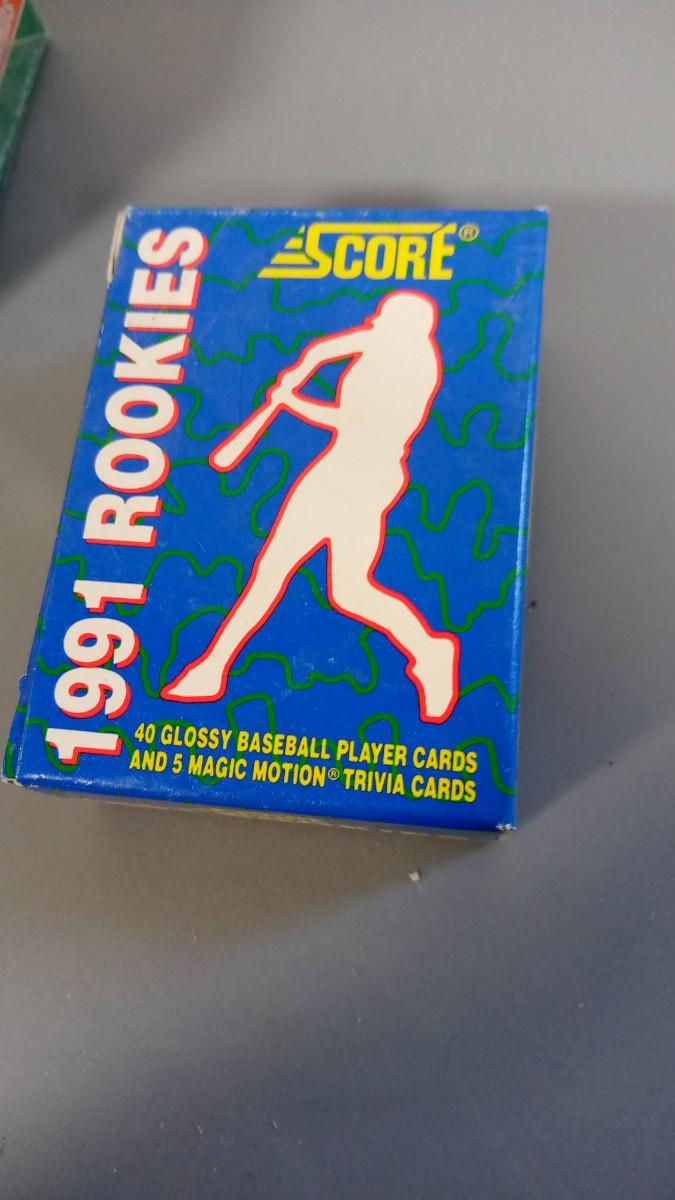 SCORE®
1991 ROOKIES
40 GLOSSY BASEBALL PLAYER CARDS
AND 5 MAGIC MOTION® TRIVIA CARDS